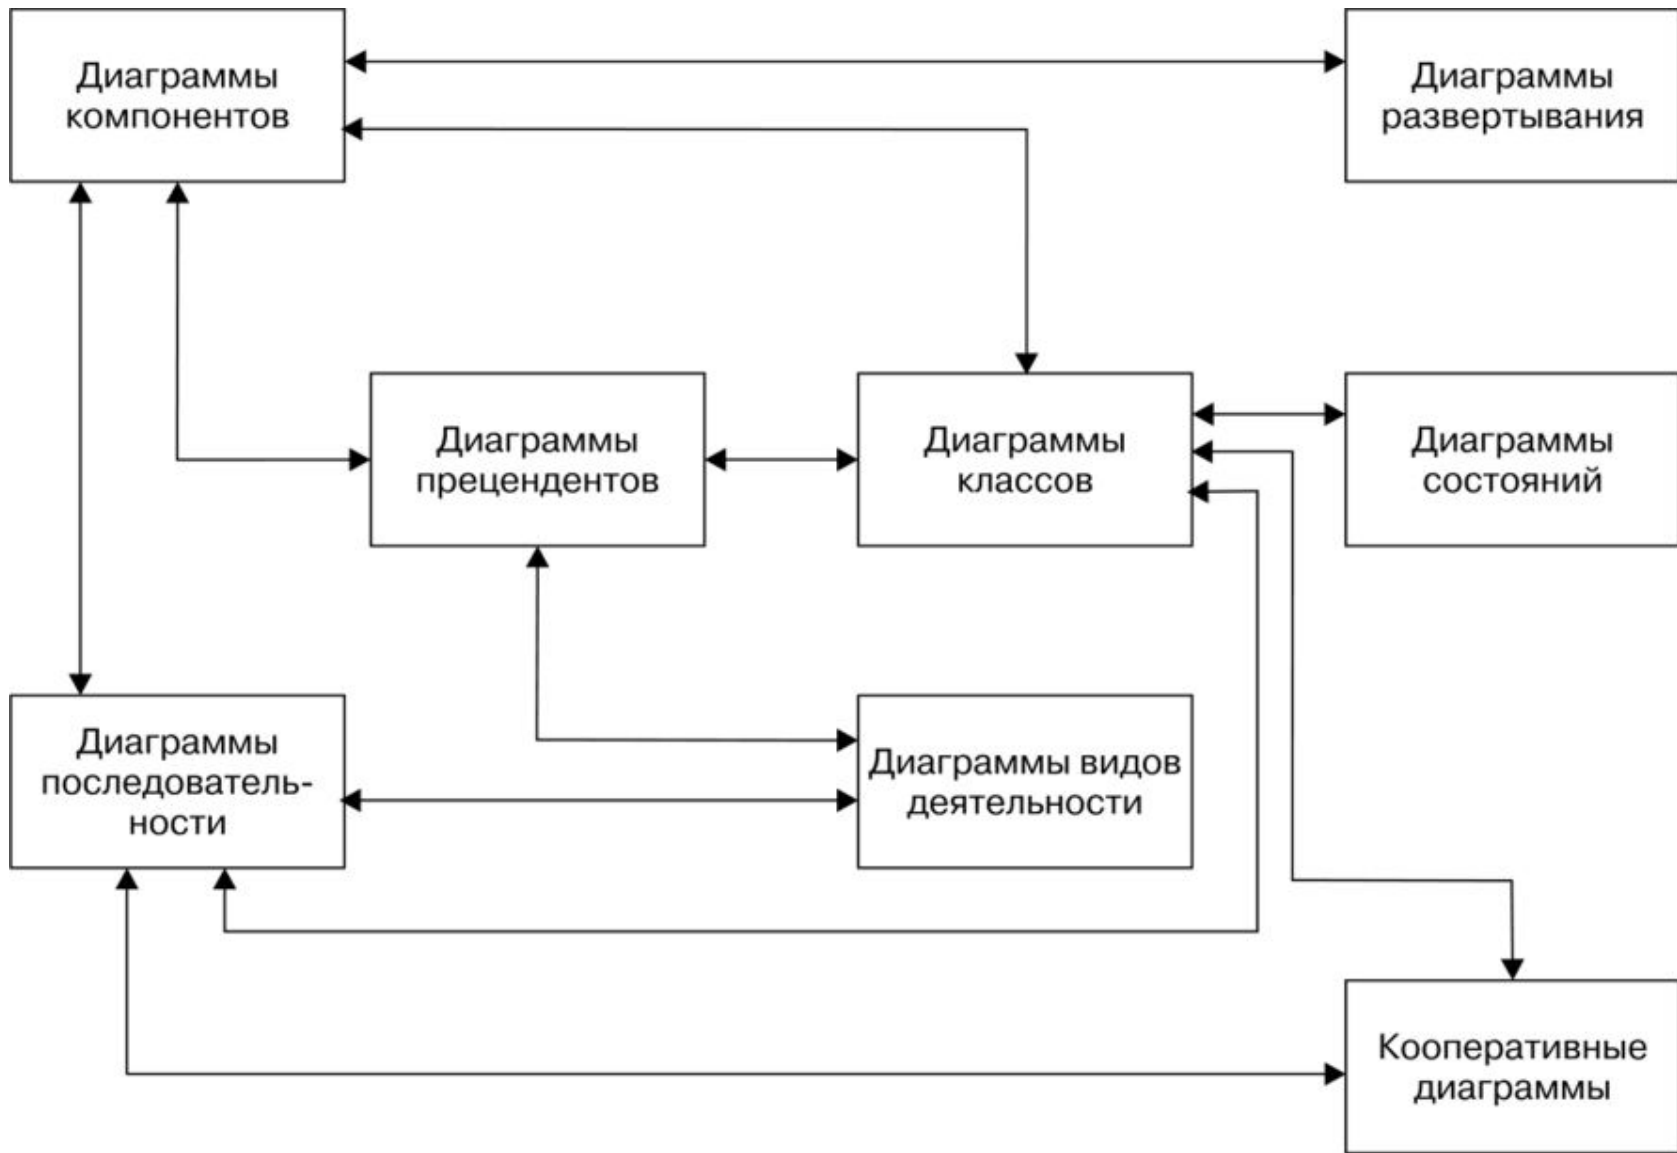 Диаграммы
компонентов
Диаграммы
развертывания
Диаграммы
прецендентов
Диаграммы
классов
Диаграммы
состояний
Диаграммы
последователь-
ности
Диаграммы видов
деятельности
Кооперативные
диаграммы